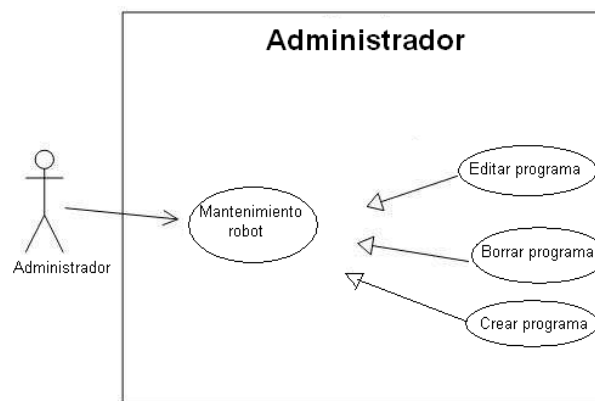 Administrador
Editar programa
Mantenimiento
robot
Borrar programa
Administrador
Crear programa